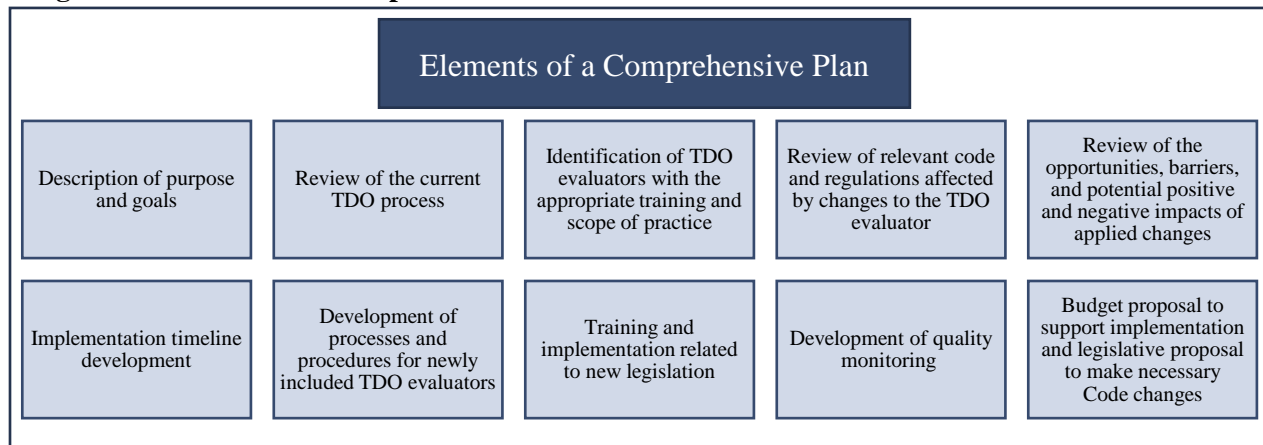 Elements of a Comprehensive Plan
Description of purpose
and goals
Review of the current
TDO process
Identification of TDO
evaluators with the
appropriate training and
scope of practice
Review of relevant code
and regulations affected
by changes to the TDO
evaluator
Review of the
opportunities, barriers,
and potential positive
and negative impacts of
applied changes
Implementation timeline
development
Development of
processes and
procedures for newly
included TDO evaluators
Training and
implementation related
to new legislation
Development of quality
monitoring
Budget proposal to
support implementation
and legislative proposal
to make necessary
Code changes